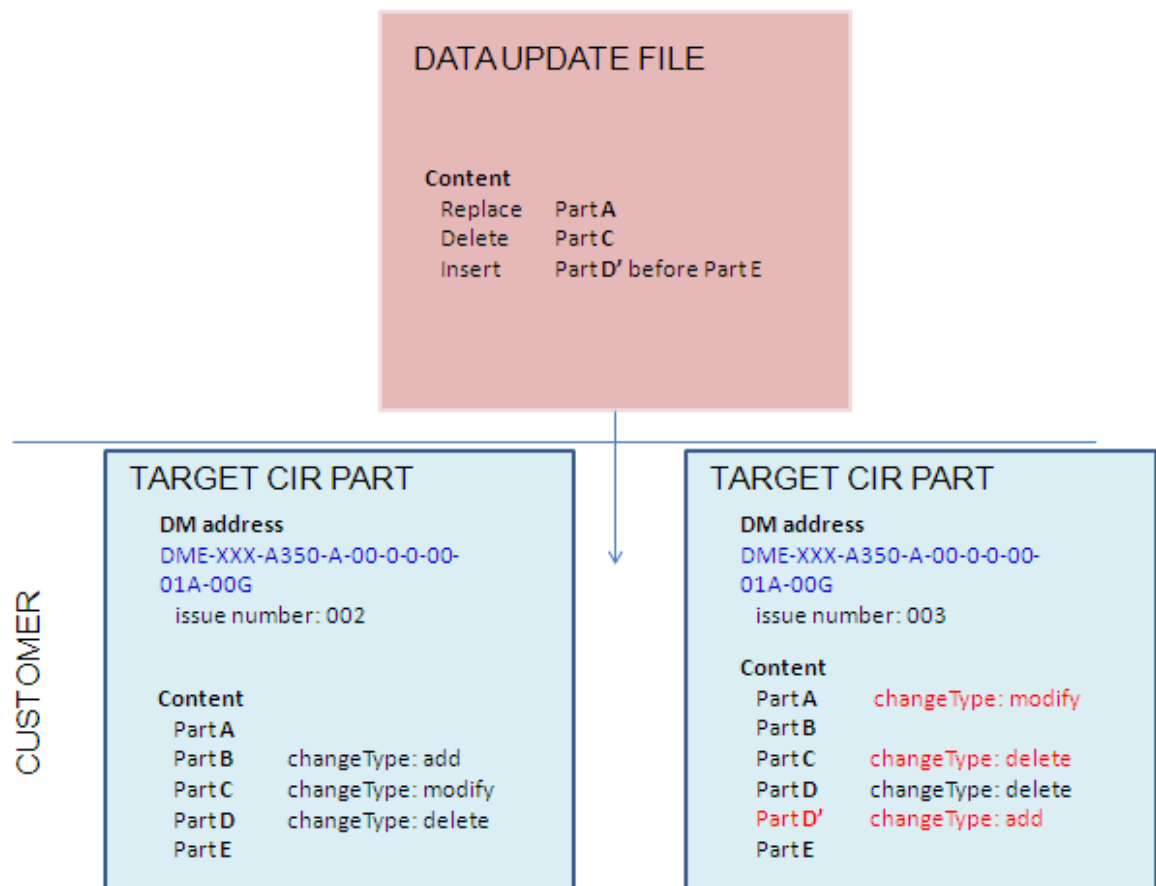 DATA UPDATE FILE
Content
Replace Part A
Delete Part C
Insert Part D' before Part E
CUSTOMER
TARGET CIR PART
DM address
DME-XXX-A350-A-00-0-0-00-
01A-00G
issue number: 002
Content
Part A
Part B changeType: add
Part C changeType: modify
Part D changeType: delete
Part E
TARGET CIR PART
DM address
DME-XXX-A350-A-00-0-0-00-
01A-00G
issue number: 003
Content
Part A changeType: modify
Part B
Part C changeType: delete
Part D changeType: delete
Part D' changeType: add
Part E